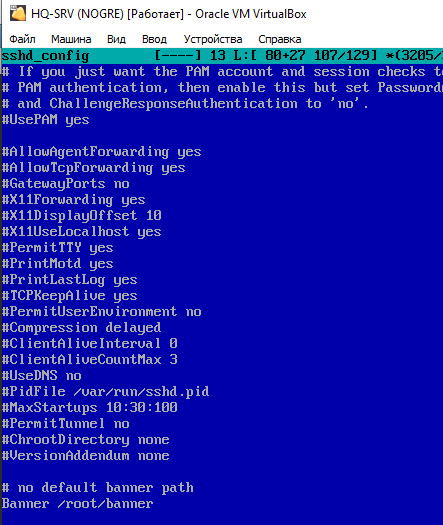 HQ-SRV (NOGRE) [Работает] - Oracle VM VirtualBox
Файл Машина Вид Ввод Устройства Справка
sshd_config [----] 13 L:[ 80+27 107/129] *(3205/
# If you just want the PAM account and session checks to
# PAM authentication, then enable this but set Password
# and ChallengeResponseAuthentication to 'no'.
#UsePAM yes
#AllowAgentForwarding yes
#AllowTcpForwarding yes
#GatewayPorts no
#X11Forwarding yes
#X11DisplayOffset 10
#X11UseLocalhost yes
#PermitTTY yes
#PrintMotd yes
#PrintLastLog yes
#TCPKeepAlive yes
#PermitUserEnvironment no
#Compression delayed
#ClientAliveInterval 0
#ClientAliveCountMax 3
#UseDNS no
#PidFile /var/run/sshd.pid
#MaxStartups 10:30:100
#PermitTunnel no
#ChrootDirectory none
#VersionAddendum none
# no default banner path
Banner /root/banner